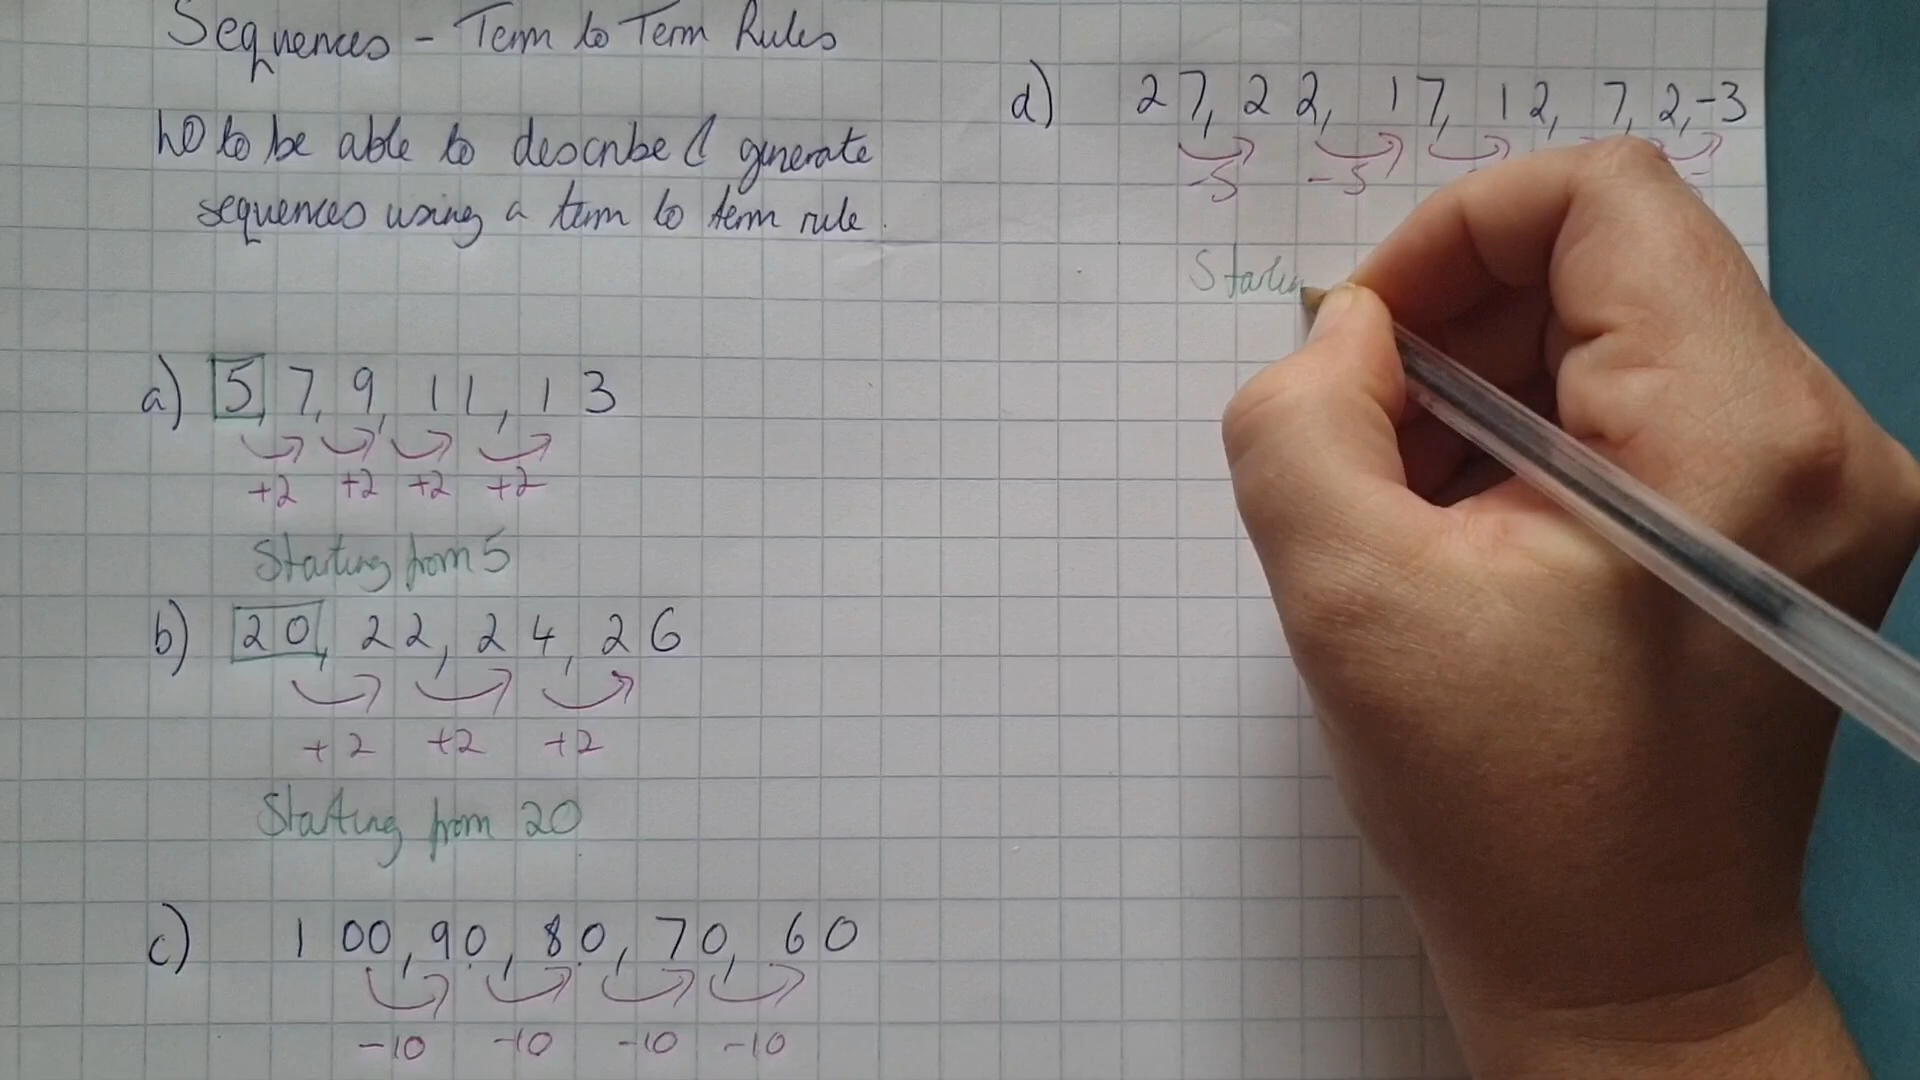 Sequences - Term to Term Rules
LO to be able to describe & generate
sequences using a term to term rule.
a) 5, 7, 9, 11, 13
+2 +2 +2 +2
Starting from 5
b) 20, 22, 24, 26
+2 +2 +2
Starting from 20
c) 100, 90, 80, 70, 60
-10 -10 -10 -10
d) 27, 22, 17, 12, 7, 2, -3
-5 -5
Startin